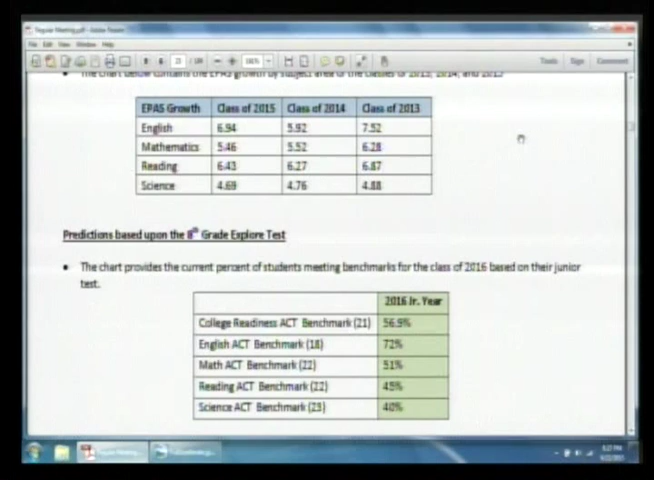 The chart below contains the EPAS growth by subject area of the classes of 2013, 2014, and 2015
EPAS Growth Class of 2015 Class of 2014 Class of 2013
English 6.94 5.92 7.52
Mathematics 5.46 5.52 6.28
Reading 6.43 6.27 6.87
Science 4.69 4.76 4.88
Predictions based upon the 8th Grade Explore Test
• The chart provides the current percent of students meeting benchmarks for the class of 2016 based on their junior
test.
2016 Jr. Year
College Readiness ACT Benchmark (21) 56.9%
English ACT Benchmark (18) 72%
Math ACT Benchmark (22) 51%
Reading ACT Benchmark (22) 45%
Science ACT Benchmark (23) 40%